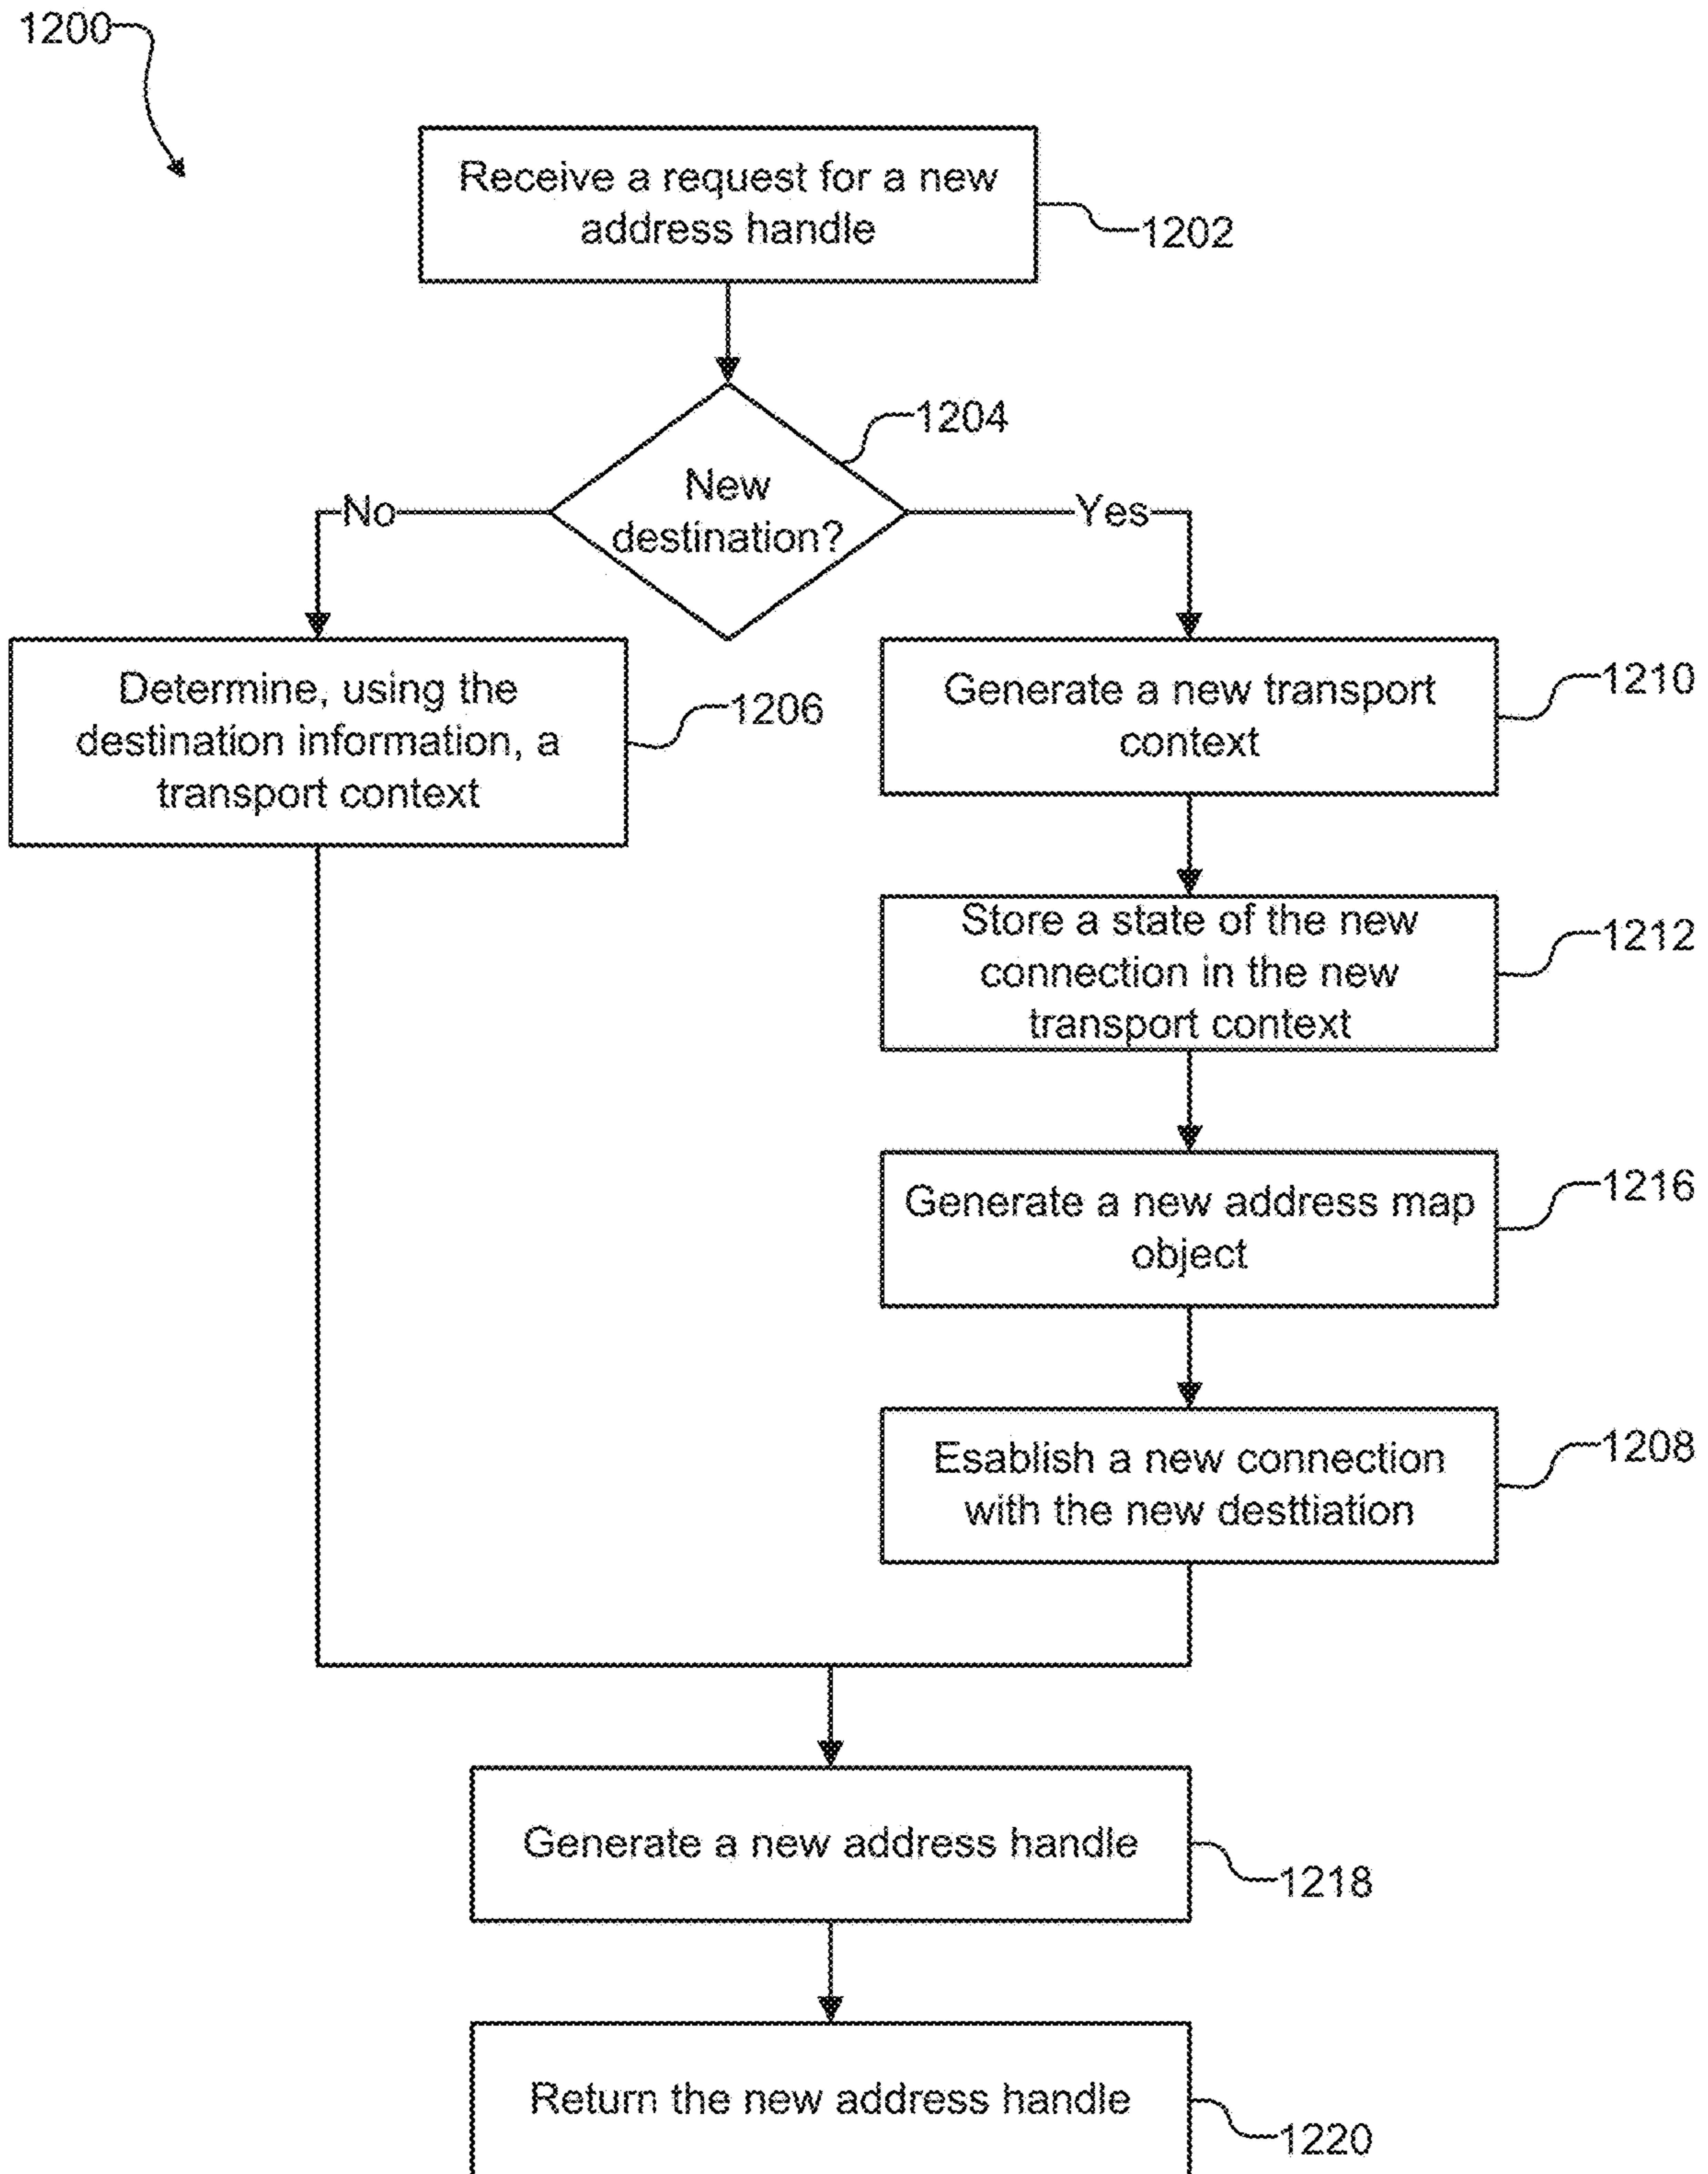 1200
Receive a request for a new
address handle
1202
1204
New
destination?
No
Yes
Determine, using the
destination information, a
transport context
1206
Generate a new transport
context
1210
Store a state of the new
connection in the new
transport context
1212
Generate a new address map
object
1216
Esablish a new connection
with the new desttiation
1208
Generate a new address handle
1218
Return the new address handle
1220